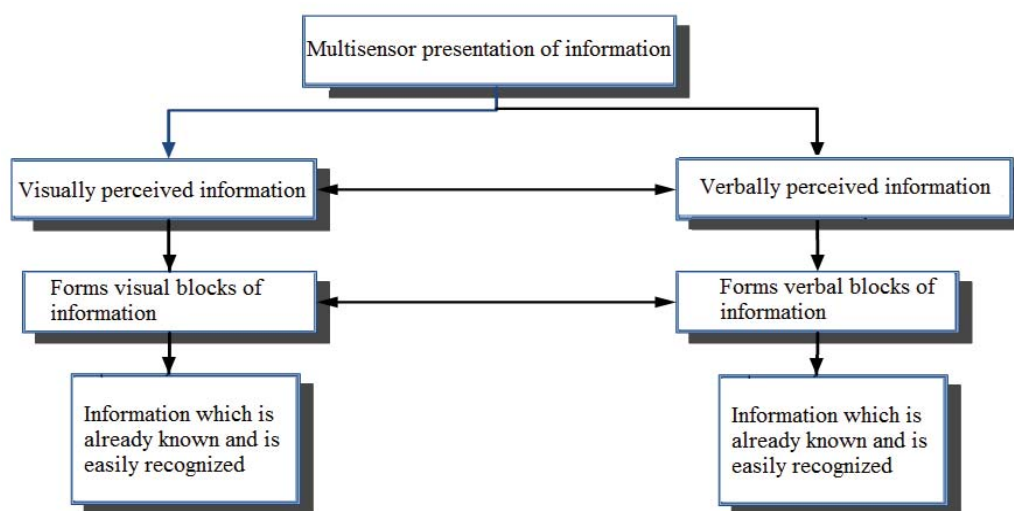 Multisensor presentation of information
Visually perceived information
Verbally perceived information
Forms visual blocks of
information
Forms verbal blocks of
information
Information which is
already known and is
easily recognized
Information which is
already known and is
easily recognized